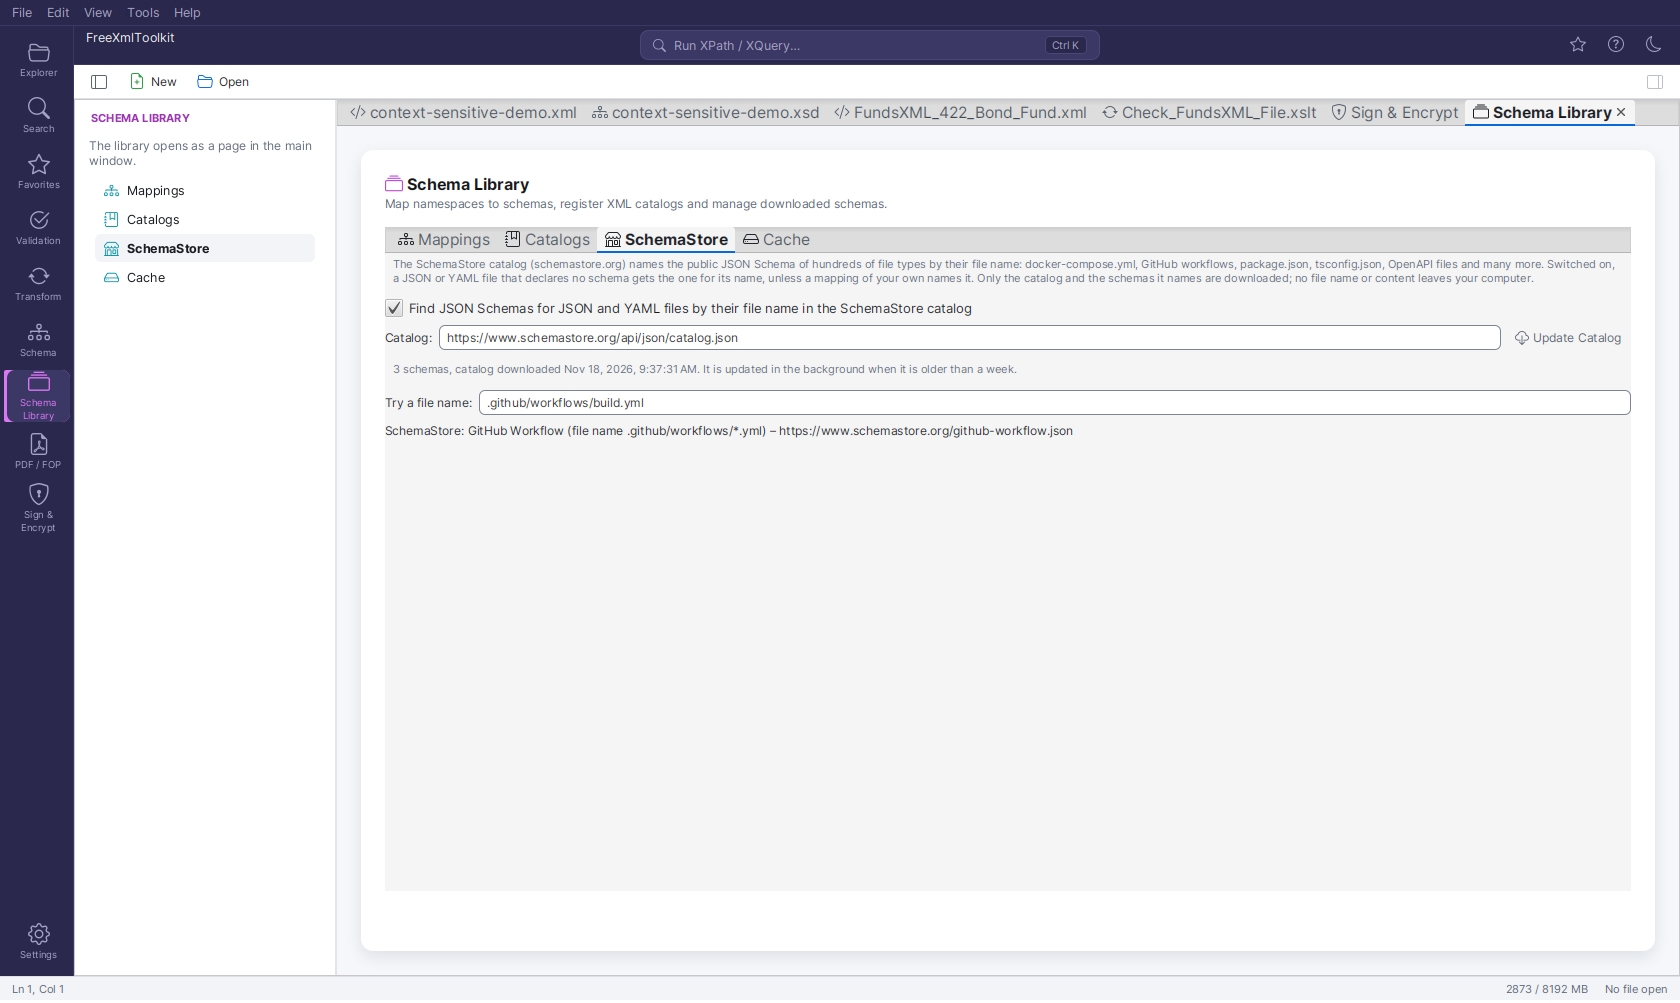 File Edit View Tools Help
FreeXmlToolkit
Run XPath / XQuery... Ctrl K
Explorer
Search
Favorites
Validation
Transform
Schema
Schema
Library
PDF / FOP
Sign &
Encrypt
Settings
New Open
SCHEMA LIBRARY
The library opens as a page in the main
window.
Mappings
Catalogs
SchemaStore
Cache
context-sensitive-demo.xml context-sensitive-demo.xsd FundsXML_422_Bond_Fund.xml Check_FundsXML_File.xslt Sign & Encrypt Schema Library
Schema Library
Map namespaces to schemas, register XML catalogs and manage downloaded schemas.
Mappings Catalogs SchemaStore Cache
The SchemaStore catalog (schemastore.org) names the public JSON Schema of hundreds of file types by their file name: docker-compose.yml, GitHub workflows, package.json, tsconfig.json, OpenAPI files and many more. Switched on,
a JSON or YAML file that declares no schema gets the one for its name, unless a mapping of your own names it. Only the catalog and the schemas it names are downloaded; no file name or content leaves your computer.
Find JSON Schemas for JSON and YAML files by their file name in the SchemaStore catalog
Catalog: https://www.schemastore.org/api/json/catalog.json Update Catalog
3 schemas, catalog downloaded Nov 18, 2026, 9:37:31 AM. It is updated in the background when it is older than a week.
Try a file name: .github/workflows/build.yml
SchemaStore: GitHub Workflow (file name .github/workflows/*.yml) – https://www.schemastore.org/github-workflow.json
Ln 1, Col 1 2873 / 8192 MB No file open